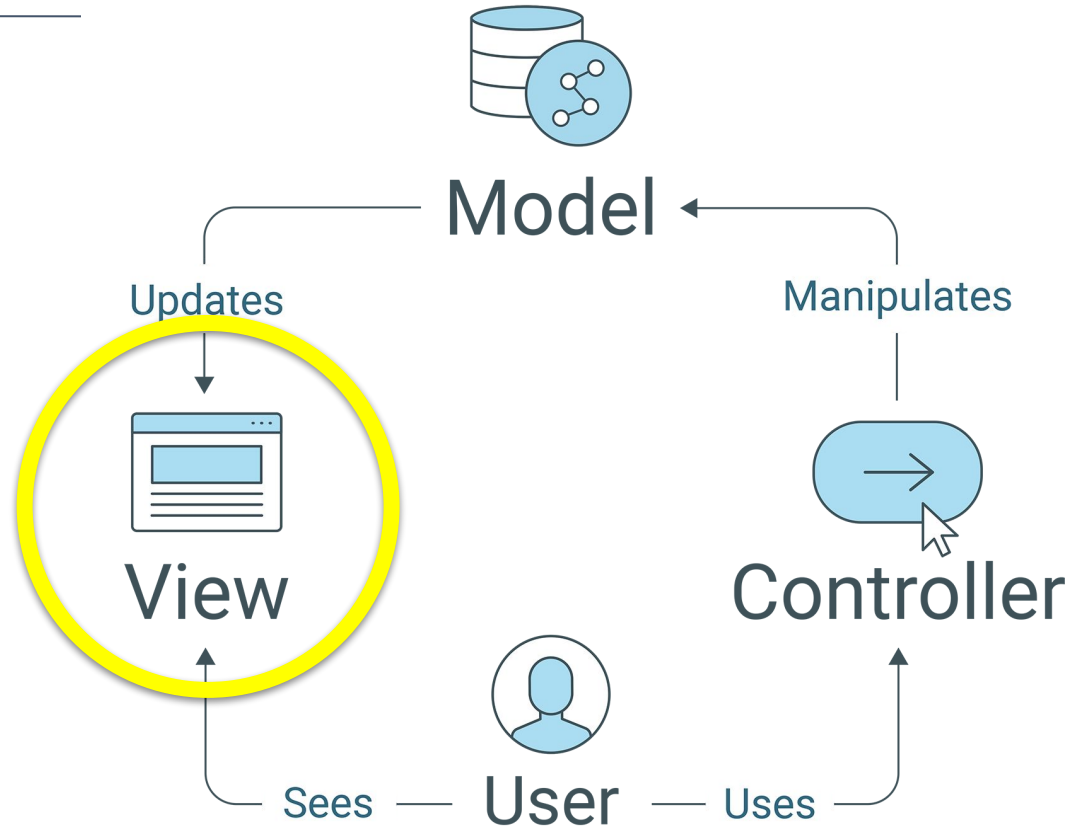 Model
Updates
Manipulates
View
Controller
Sees
User
Uses